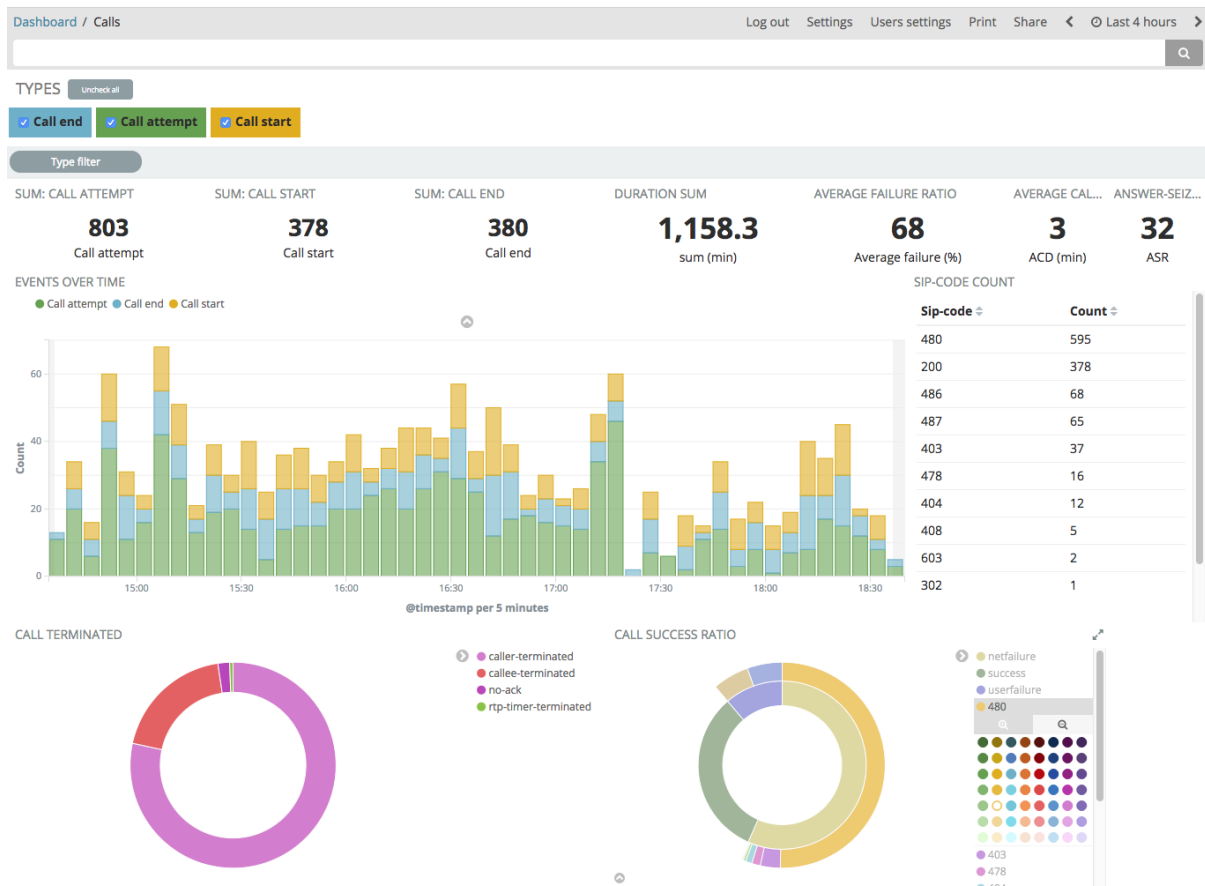 Dashboard / Calls
Log out Settings Users settings Print Share Last 4 hours
TYPES Uncheck all
Call end Call attempt Call start
Type filter
SUM: CALL ATTEMPT SUM: CALL START SUM: CALL END DURATION SUM AVERAGE FAILURE RATIO AVERAGE CAL... ANSWER-SEIZ...
803 378 380 1,158.3 68 3 32
Call attempt Call start Call end sum (min) Average failure (%) ACD (min) ASR
EVENTS OVER TIME
Call attempt Call end Call start
Count
60
40
20
0
15:00 15:30 16:00 16:30 17:00 17:30 18:00 18:30
@timestamp per 5 minutes
SIP-CODE COUNT
Sip-code Count
480 595
200 378
486 68
487 65
403 37
478 16
404 12
408 5
603 2
302 1
CALL TERMINATED
caller-terminated
callee-terminated
no-ack
rtp-timer-terminated
CALL SUCCESS RATIO
netfailure
success
userfailure
480
403
478